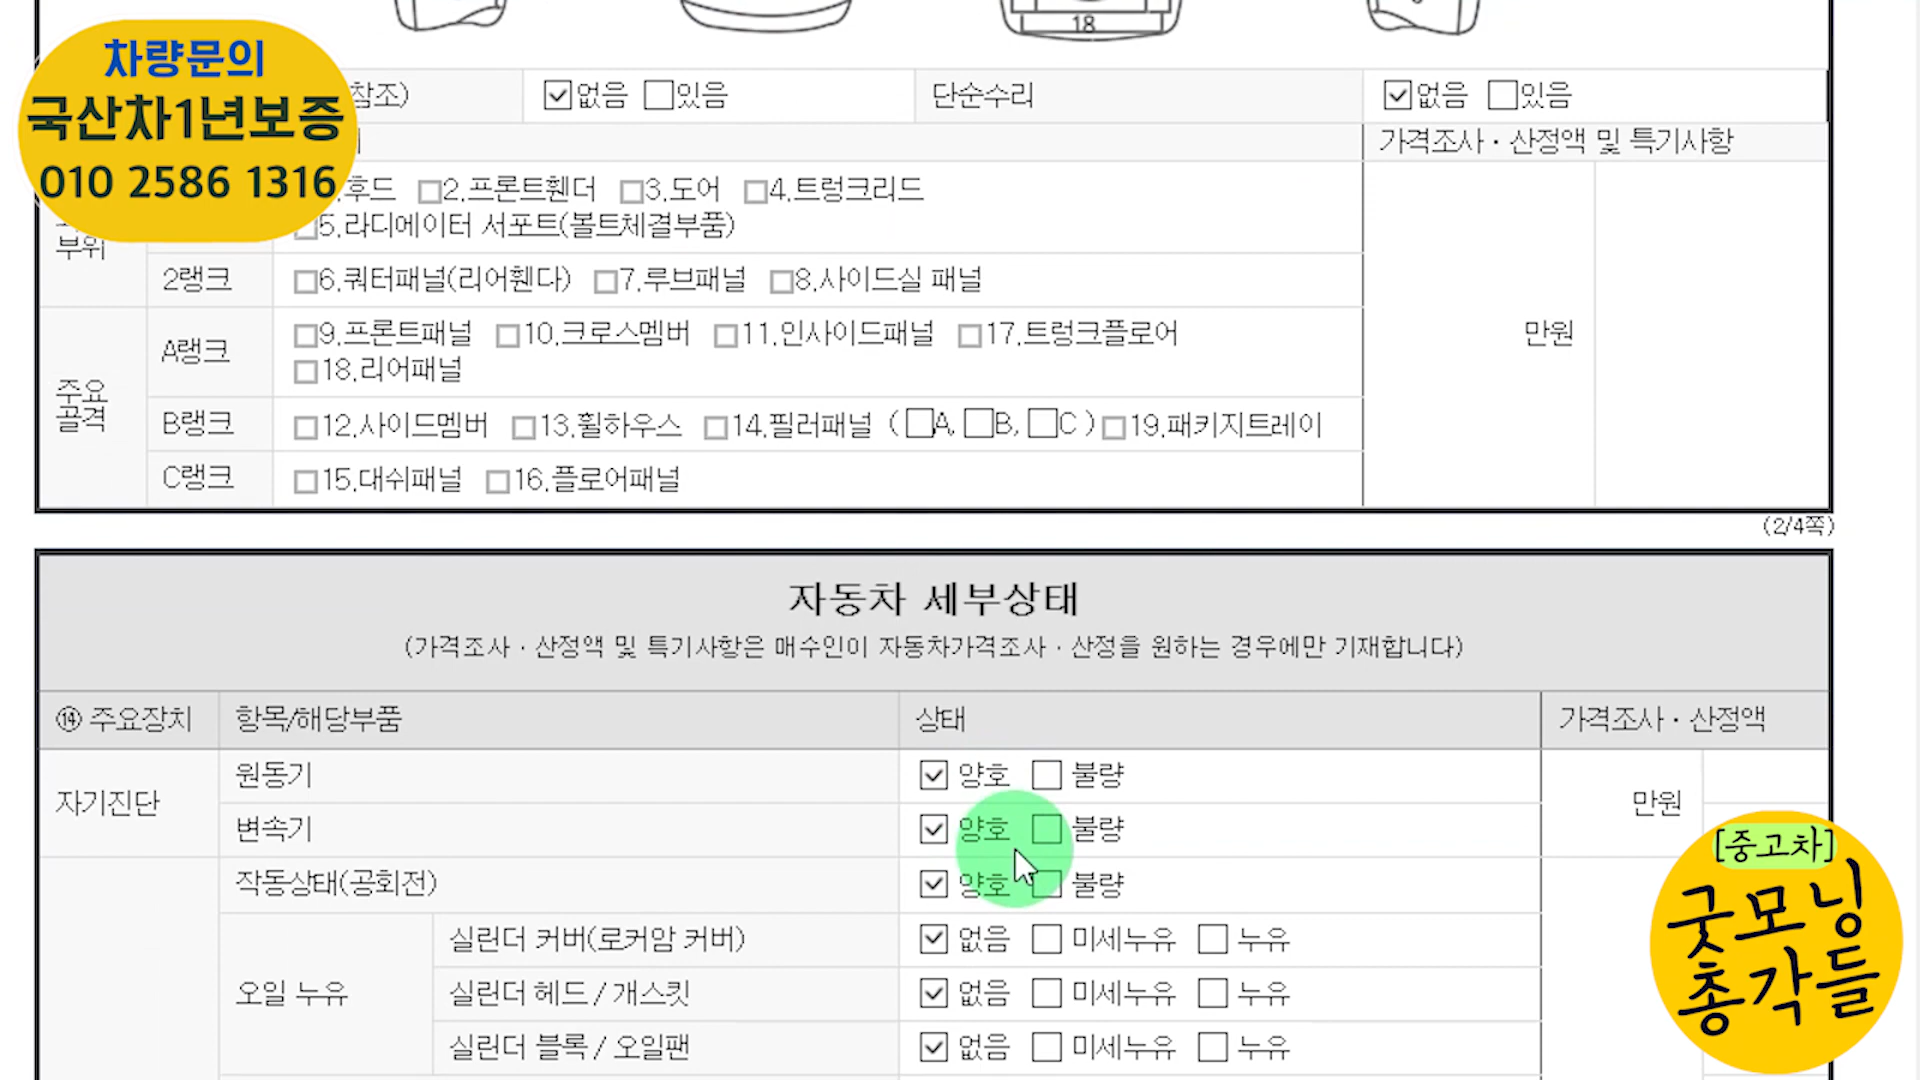 18
차량문의
국산차1년보증
010 2586 1316
참조) ☑없음 ☐있음 단순수리 ☑없음 ☐있음
가격조사·산정액 및 특기사항
후드 ☐2.프론트휀더 ☐3.도어 ☐4.트렁크리드
☐5.라디에이터 서포트(볼트체결부품)
부위
2랭크 ☐6.쿼터패널(리어휀다) ☐7.루브패널 ☐8.사이드실 패널
주요
골격
A랭크 ☐9.프론트패널 ☐10.크로스멤버 ☐11.인사이드패널 ☐17.트렁크플로어
☐18.리어패널
만원
B랭크 ☐12.사이드멤버 ☐13.휠하우스 ☐14.필러패널 ( ☐A, ☐B, ☐C ) ☐19.패키지트레이
C랭크 ☐15.대쉬패널 ☐16.플로어패널
(2/4쪽)
자동차 세부상태
(가격조사·산정액 및 특기사항은 매수인이 자동차가격조사·산정을 원하는 경우에만 기재합니다)
⑭ 주요장치 항목/해당부품 상태 가격조사·산정액
자기진단
원동기 ☑ 양호 ☐ 불량
만원
변속기 ☑ 양호 ☐ 불량
작동상태(공회전) ☑ 양호 ☐ 불량
오일 누유
실린더 커버(로커암 커버) ☑ 없음 ☐ 미세누유 ☐ 누유
실린더 헤드 / 개스킷 ☑ 없음 ☐ 미세누유 ☐ 누유
실린더 블록 / 오일팬 ☑ 없음 ☐ 미세누유 ☐ 누유
[중고차]
굿모닝
총각들